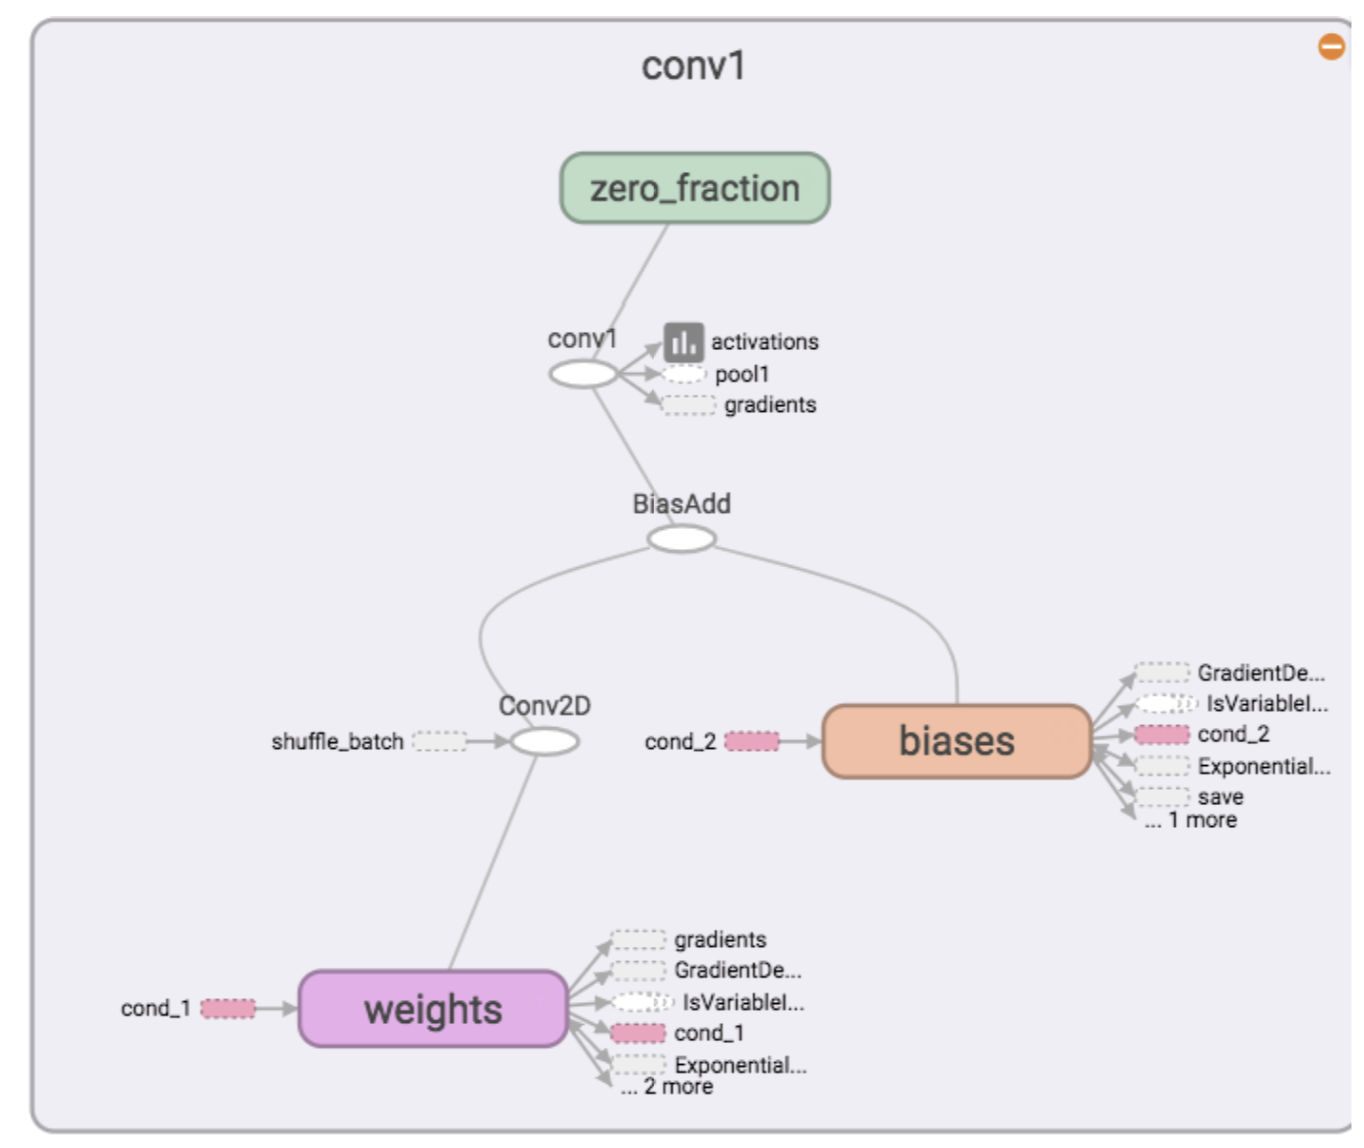 conv1
zero_fraction
conv1
activations
pool1
gradients
BiasAdd
Conv2D
shuffle_batch
cond_2
biases
GradientDe...
IsVariableI...
cond_2
Exponential...
save
... 1 more
cond_1
weights
gradients
GradientDe...
IsVariableI...
cond_1
Exponential...
... 2 more